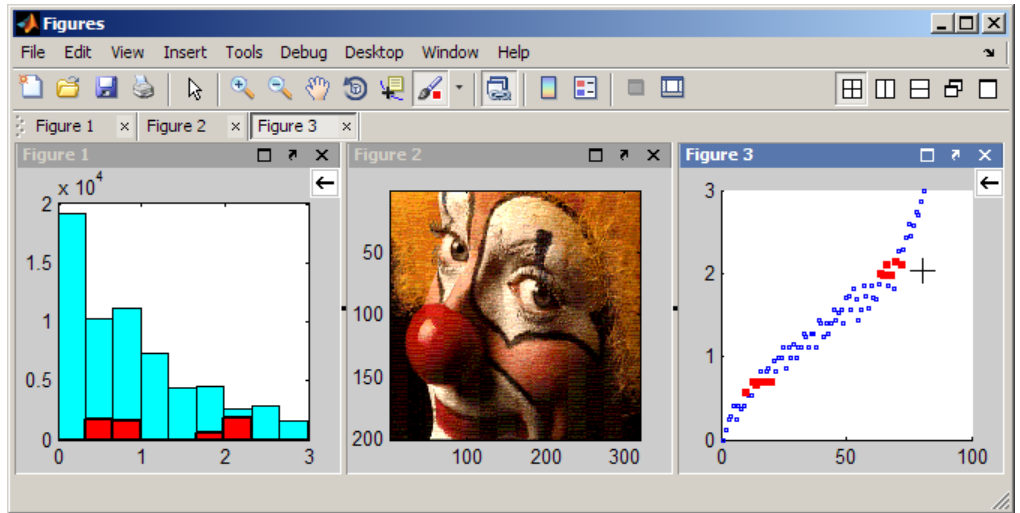 Figures
File Edit View Insert Tools Debug Desktop Window Help
Figure 1 × Figure 2 × Figure 3 ×
Figure 1
Figure 2
Figure 3
x 10^4
2
1.5
1
0.5
0
0 1 2 3
50
100
150
200
100 200 300
3
2
1
0
0 50 100